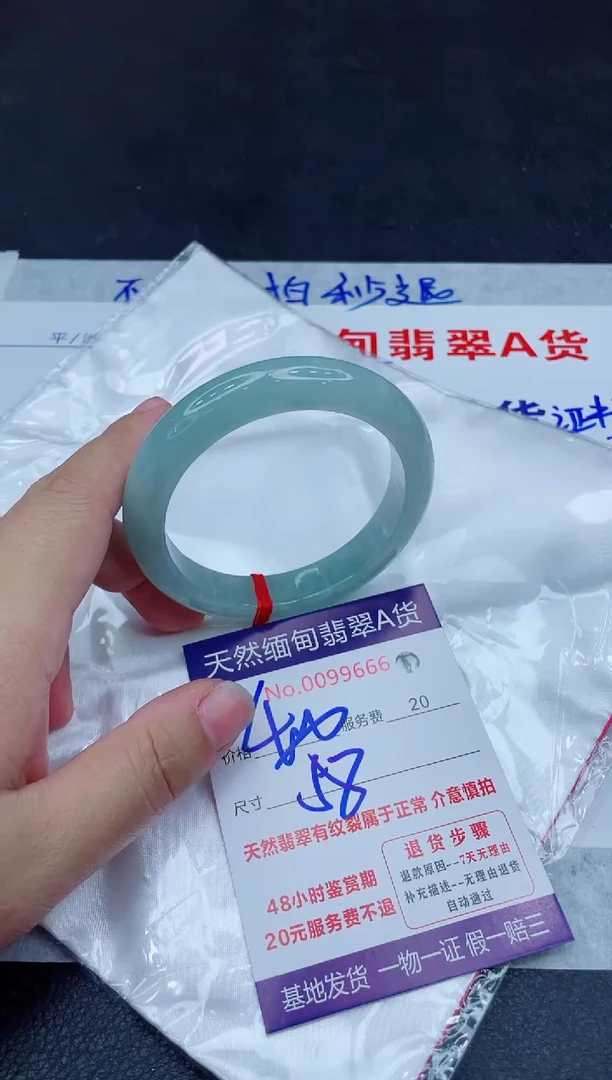 不 拍 秒退
平/
甸翡翠A货
货证
天然缅甸翡翠A货
No.0099666
价格
服务费 20
尺寸 58
天然翡翠有纹裂属于正常 介意慎拍
48小时鉴赏期
20元服务费不退
退货步骤
退款原因--7天无理由
补充描述--无理由退货
自动通过
基地发货 一物一证 假一赔三